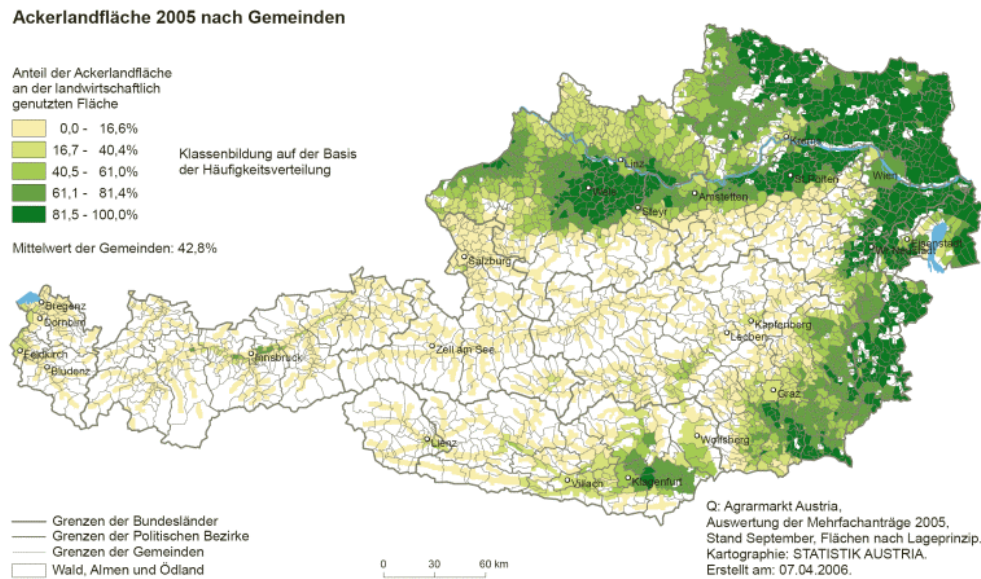 Ackerlandfläche 2005 nach Gemeinden
Anteil der Ackerlandfläche
an der landwirtschaftlich
genutzten Fläche
0,0 - 16,6%
16,7 - 40,4%
40,5 - 61,0%
61,1 - 81,4%
81,5 - 100,0%
Klassenbildung auf der Basis
der Häufigkeitsverteilung
Mittelwert der Gemeinden: 42,8%
Krems
Linz
Wels
St.Pölten
Wien
Amstetten
Steyr
Eisenstadt
Salzburg
Bregenz
Dornbirn
Kapfenberg
Leoben
Feldkirch
Innsbruck
Zell am See
Bludenz
Graz
Lienz
Wolfsberg
Villach
Klagenfurt
Grenzen der Bundesländer
Grenzen der Politischen Bezirke
Grenzen der Gemeinden
Wald, Almen und Ödland
0 30 60 km
Q: Agrarmarkt Austria,
Auswertung der Mehrfachanträge 2005,
Stand September, Flächen nach Lageprinzip.
Kartographie: STATISTIK AUSTRIA.
Erstellt am: 07.04.2006.